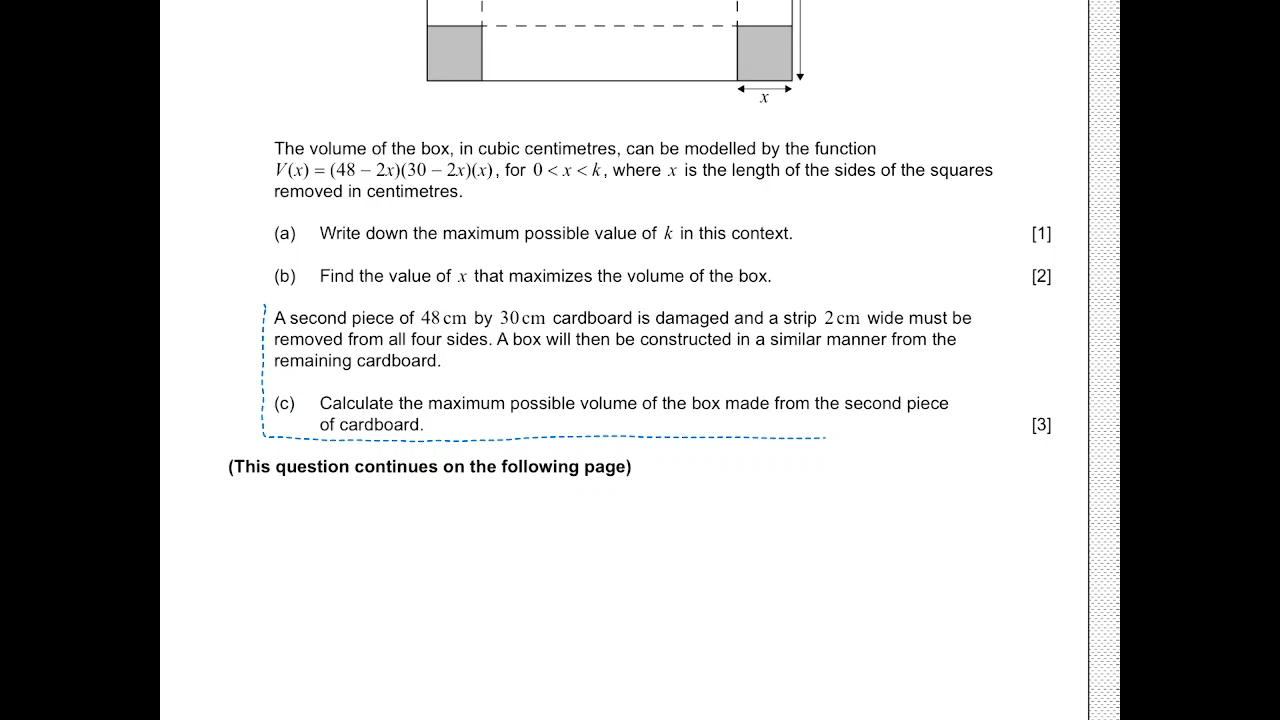 x
The volume of the box, in cubic centimetres, can be modelled by the function
V(x) = (48 − 2x)(30 − 2x)(x), for 0 < x < k, where x is the length of the sides of the squares
removed in centimetres.
(a) Write down the maximum possible value of k in this context. [1]
(b) Find the value of x that maximizes the volume of the box. [2]
A second piece of 48 cm by 30 cm cardboard is damaged and a strip 2 cm wide must be
removed from all four sides. A box will then be constructed in a similar manner from the
remaining cardboard.
(c) Calculate the maximum possible volume of the box made from the second piece
of cardboard. [3]
(This question continues on the following page)